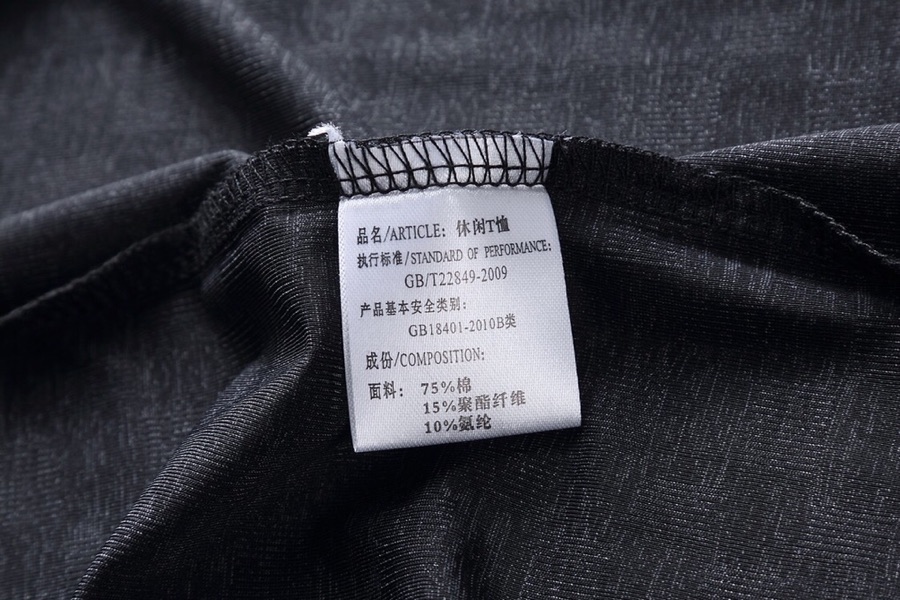 品名/ARTICLE: 休闲T恤
执行标准/STANDARD OF PERFORMANCE:
GB/T22849-2009
产品基本安全类别:
GB18401-2010B类
成份/COMPOSITION:
面料: 75%棉
15%聚酯纤维
10%氨纶